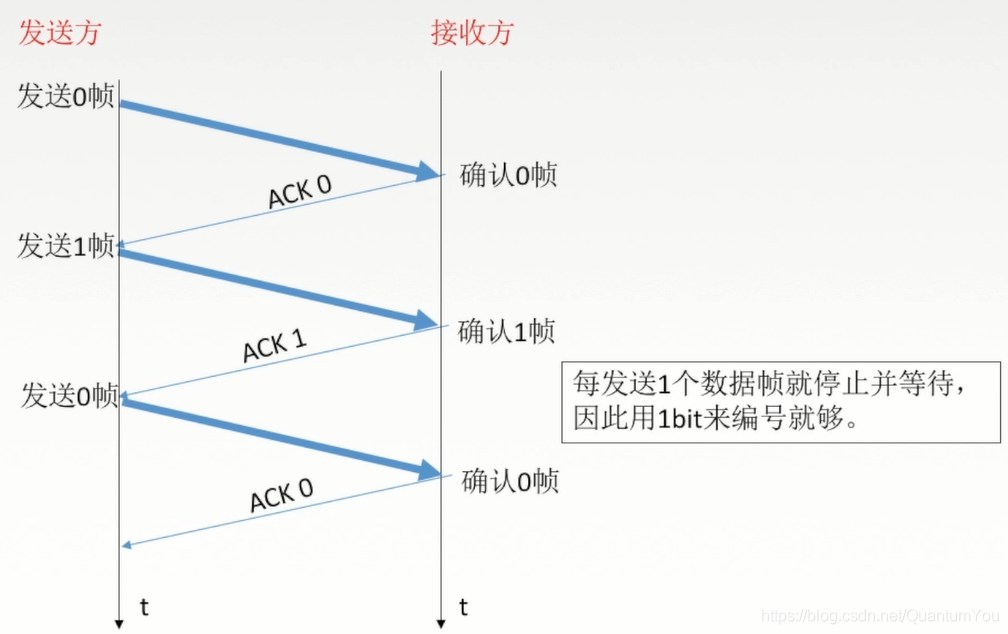 发送方
接收方
发送0帧
确认0帧
ACK 0
发送1帧
确认1帧
ACK 1
每发送1个数据帧就停止并等待，
因此用1bit来编号就够。
发送0帧
确认0帧
ACK 0
t
t
https://blog.csdn.net/QuantumYou